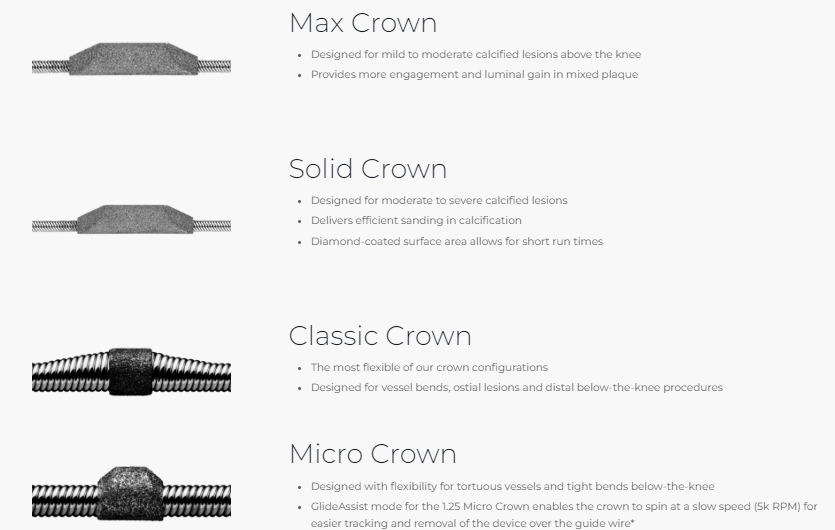 Max Crown
• Designed for mild to moderate calcified lesions above the knee
• Provides more engagement and luminal gain in mixed plaque
Solid Crown
• Designed for moderate to severe calcified lesions
• Delivers efficient sanding in calcification
• Diamond-coated surface area allows for short run times
Classic Crown
• The most flexible of our crown configurations
• Designed for vessel bends, ostial lesions and distal below-the-knee procedures
Micro Crown
• Designed with flexibility for tortuous vessels and tight bends below-the-knee
• GlideAssist mode for the 1.25 Micro Crown enables the crown to spin at a slow speed (5k RPM) for
easier tracking and removal of the device over the guide wire*